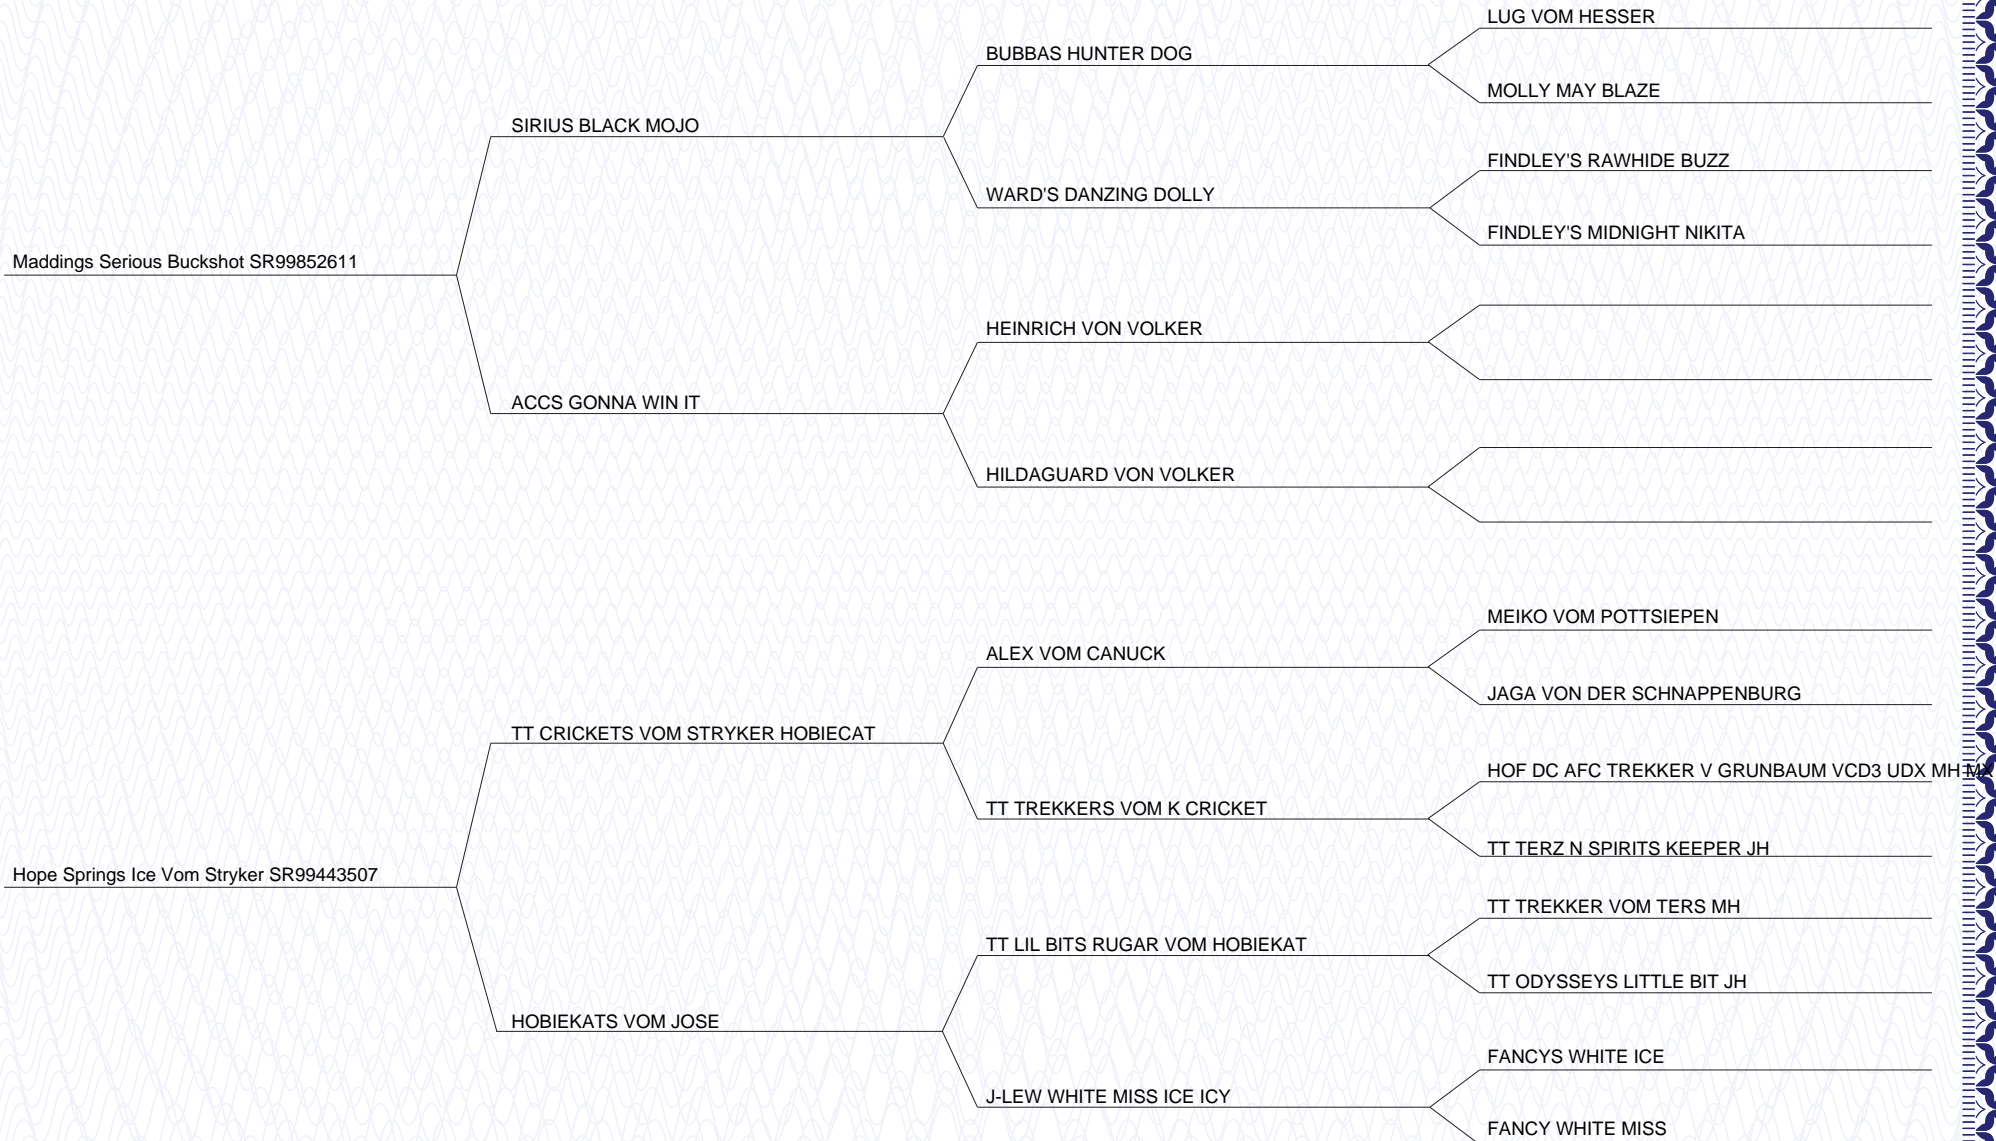 LUG VOM HESSER
BUBBAS HUNTER DOG
MOLLY MAY BLAZE
SIRIUS BLACK MOJO
FINDLEY'S RAWHIDE BUZZ
WARD'S DANZING DOLLY
FINDLEY'S MIDNIGHT NIKITA
Maddings Serious Buckshot SR99852611
HEINRICH VON VOLKER
ACCS GONNA WIN IT
HILDAGUARD VON VOLKER
MEIKO VOM POTTSIEPEN
ALEX VOM CANUCK
JAGA VON DER SCHNAPPENBURG
TT CRICKETS VOM STRYKER HOBIECAT
HOF DC AFC TREKKER V GRUNBAUM VCD3 UDX MH MX
TT TREKKERS VOM K CRICKET
TT TERZ N SPIRITS KEEPER JH
Hope Springs Ice Vom Stryker SR99443507
TT TREKKER VOM TERS MH
TT LIL BITS RUGAR VOM HOBIEKAT
TT ODYSSEYS LITTLE BIT JH
HOBIEKATS VOM JOSE
FANCYS WHITE ICE
J-LEW WHITE MISS ICE ICY
FANCY WHITE MISS